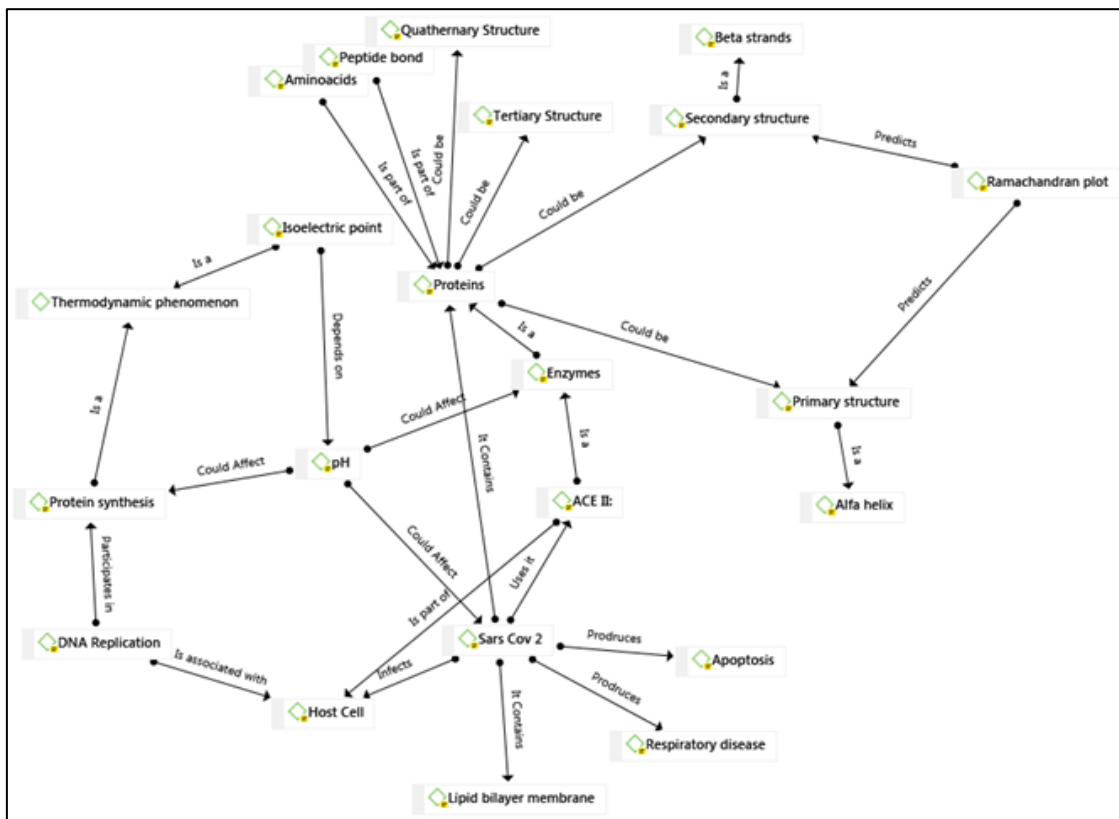 Quathernary Structure
Beta strands
Peptide bond
Aminoacids
Is a
Tertiary Structure
Secondary structure
Predicts
Could be
Is part of
Is part of
Could be
Ramachandran plot
Could be
Isoelectric point
Is a
Proteins
Thermodynamic phenomenon
Predicts
Could be
Is a
Depends on
Enzymes
Is a
Primary structure
Could Affect
Is a
It Contains
Is a
pH
Could Affect
Protein synthesis
ACE II:
Alfa helix
Could Affect
Uses it
Participates in
Is part of
DNA Replication
Sars Cov 2
Prodruces
Apoptosis
Is associated with
Infects
Prodruces
Host Cell
It Contains
Respiratory disease
Lipid bilayer membrane